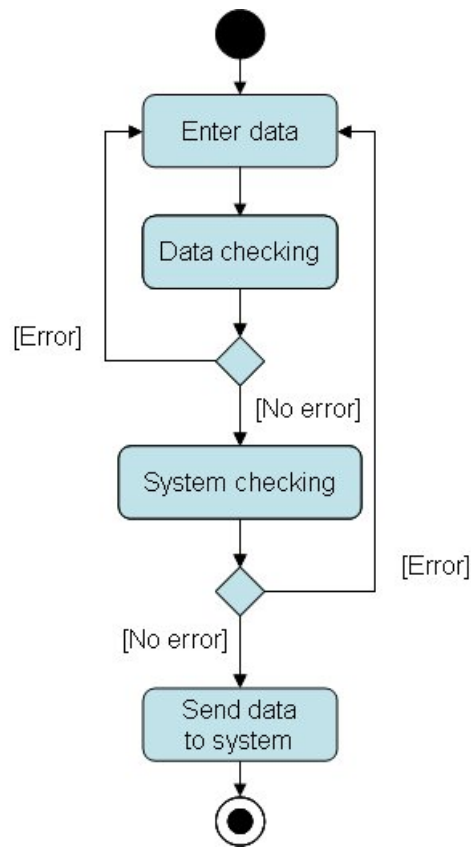 Enter data
Data checking
[Error]
[No error]
System checking
[Error]
[No error]
Send data
to system